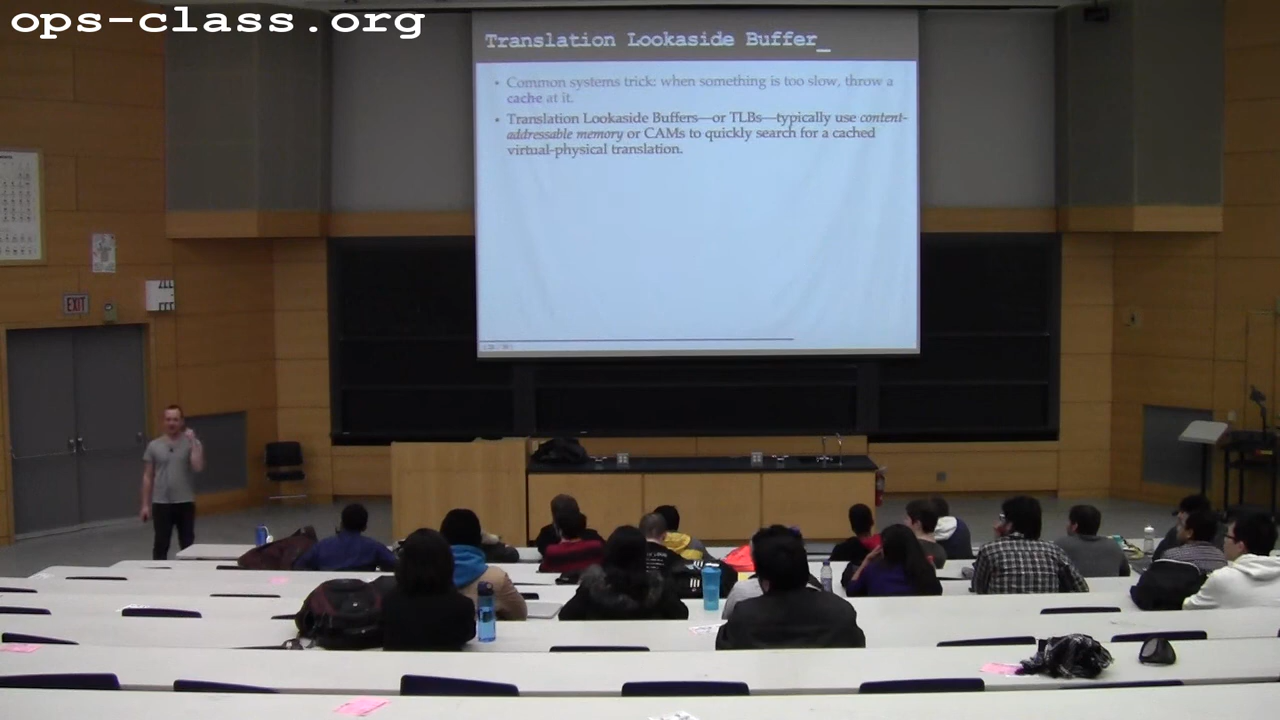 ops-class.org
Translation Lookaside Buffer_
• Common systems trick: when something is too slow, throw a
cache at it.
• Translation Lookaside Buffers—or TLBs—typically use content-
addressable memory or CAMs to quickly search for a cached
virtual-physical translation.
EXIT